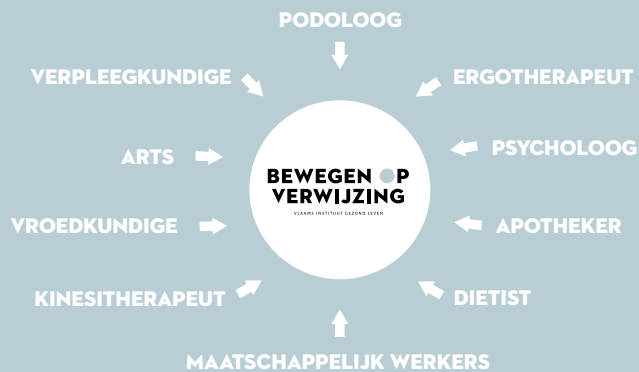 PODOLOOG
VERPLEEGKUNDIGE
ERGOTHERAPEUT
ARTS
PSYCHOLOOG
BEWEGEN OP
VERWIJZING
VLAAMS INSTITUUT GEZOND LEVEN
VROEDKUNDIGE
APOTHEKER
KINESITHERAPEUT
DIETIST
MAATSCHAPPELIJK WERKERS